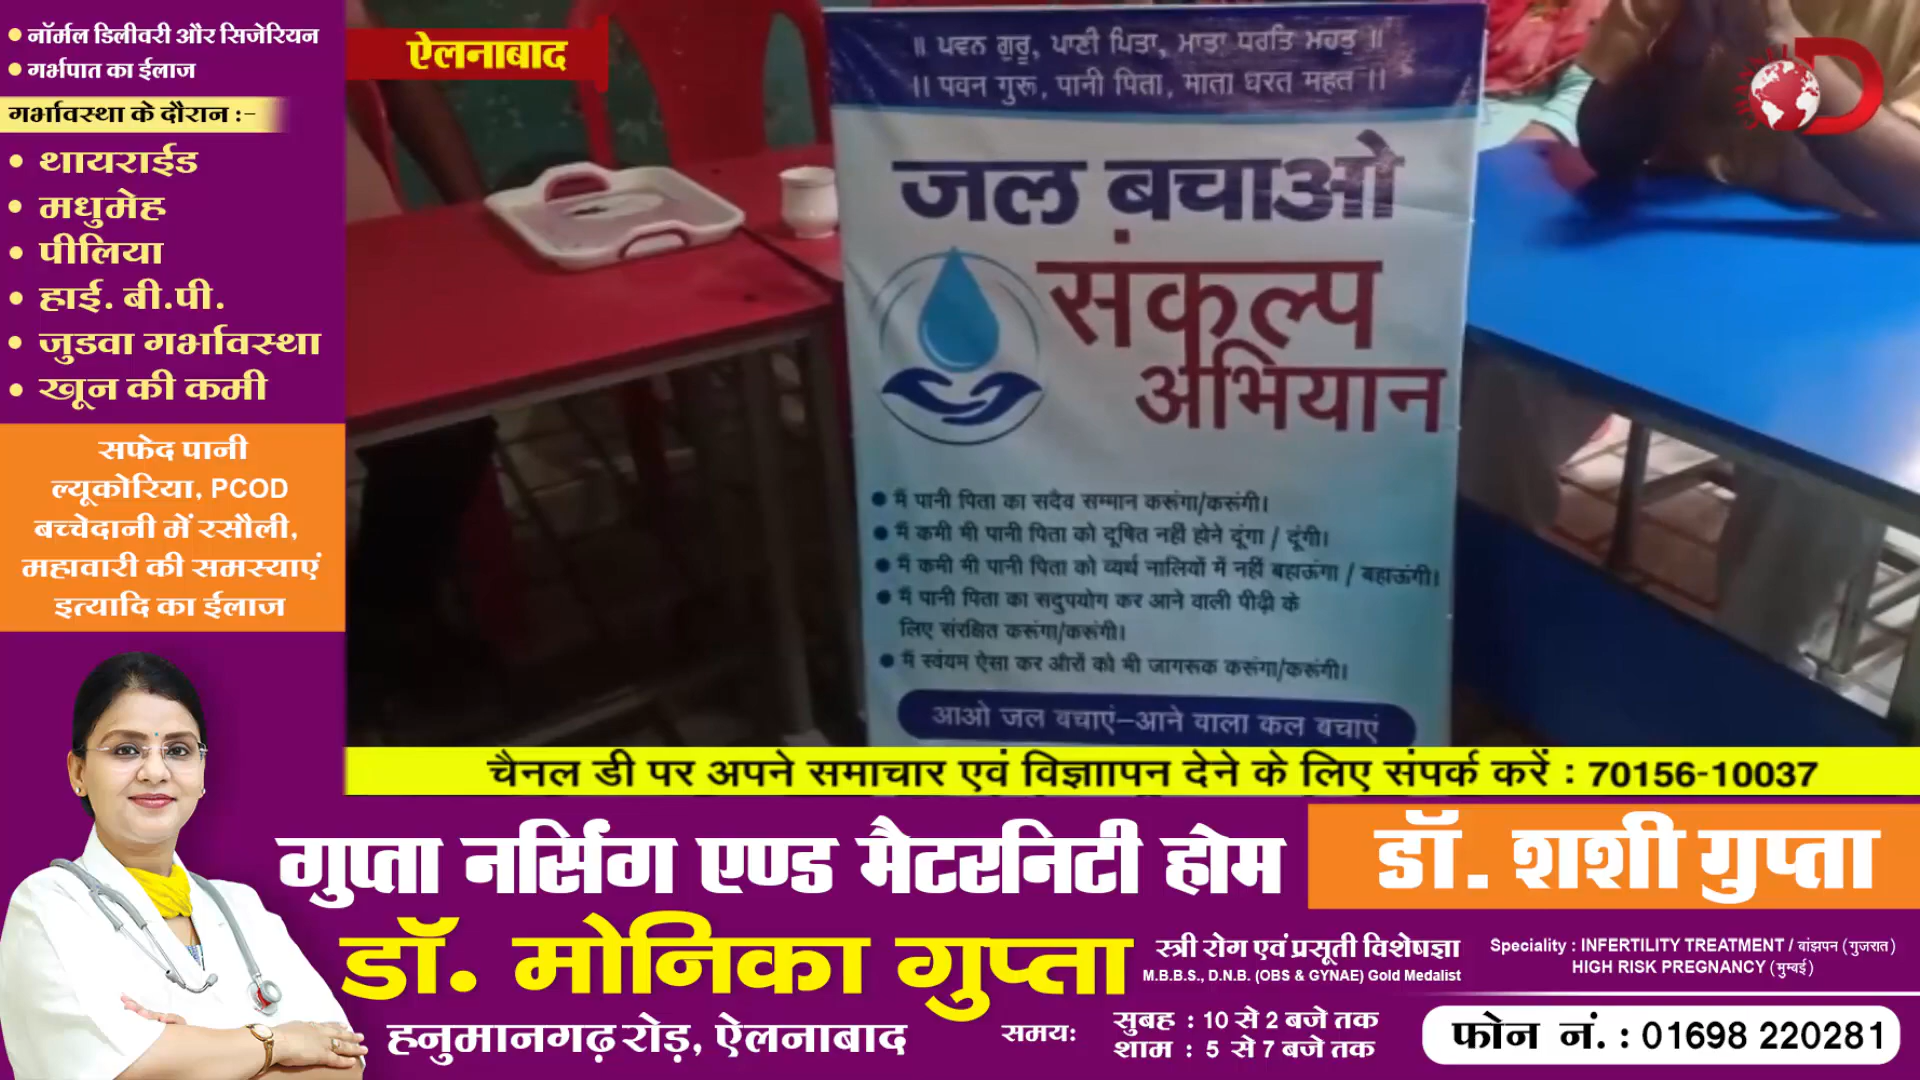 • नॉर्मल डिलीवरी और सिजेरियन
• गर्भपात का ईलाज
गर्भावस्था के दौरान :-
• थायराईड
• मधुमेह
• पीलिया
• हाई. बी.पी.
• जुडवा गर्भावस्था
• खून की कमी
सफेद पानी
ल्यूकोरिया, PCOD
बच्चेदानी में रसौली,
महावारी की समस्याएं
इत्यादि का ईलाज
ऐलनाबाद
॥ ਪਵਨ ਗੁਰੂ, ਪਾਣੀ ਪਿਤਾ, ਮਾਤਾ ਧਰਤਿ ਮਹਤੁ ॥
।। पवन गुरू, पानी पिता, माता धरत महत ।।
जल बचाओ
संकल्प
अभियान
• मैं पानी पिता का सदैव सम्मान करूंगा/करूंगी।
• मैं कभी भी पानी पिता को दूषित नहीं होने दूंगा / दूंगी।
• मैं कभी भी पानी पिता को व्यर्थ नालियों में नहीं बहाऊंगा / बहाऊंगी।
• मैं पानी पिता का सदुपयोग कर आने वाली पीढ़ी के
लिए संरक्षित करूंगा/करूंगी।
• मैं स्वंयम ऐसा कर औरों को भी जागरूक करूंगा/करूंगी।
आओ जल बचाएं–आने वाला कल बचाएं
D
चैनल डी पर अपने समाचार एवं विज्ञाापन देने के लिए संपर्क करें : 70156-10037
गुप्ता नर्सिंग एण्ड मैटरनिटी होम
डॉ. शशी गुप्ता
डॉ. मोनिका गुप्ता
स्त्री रोग एवं प्रसूती विशेषज्ञा
M.B.B.S., D.N.B. (OBS & GYNAE) Gold Medalist
Speciality : INFERTILITY TREATMENT / बांझपन (गुजरात)
HIGH RISK PREGNANCY (मुम्बई)
हनुमानगढ़ रोड़, ऐलनाबाद
समयः
सुबह : 10 से 2 बजे तक
शाम : 5 से 7 बजे तक
फोन नं. : 01698 220281